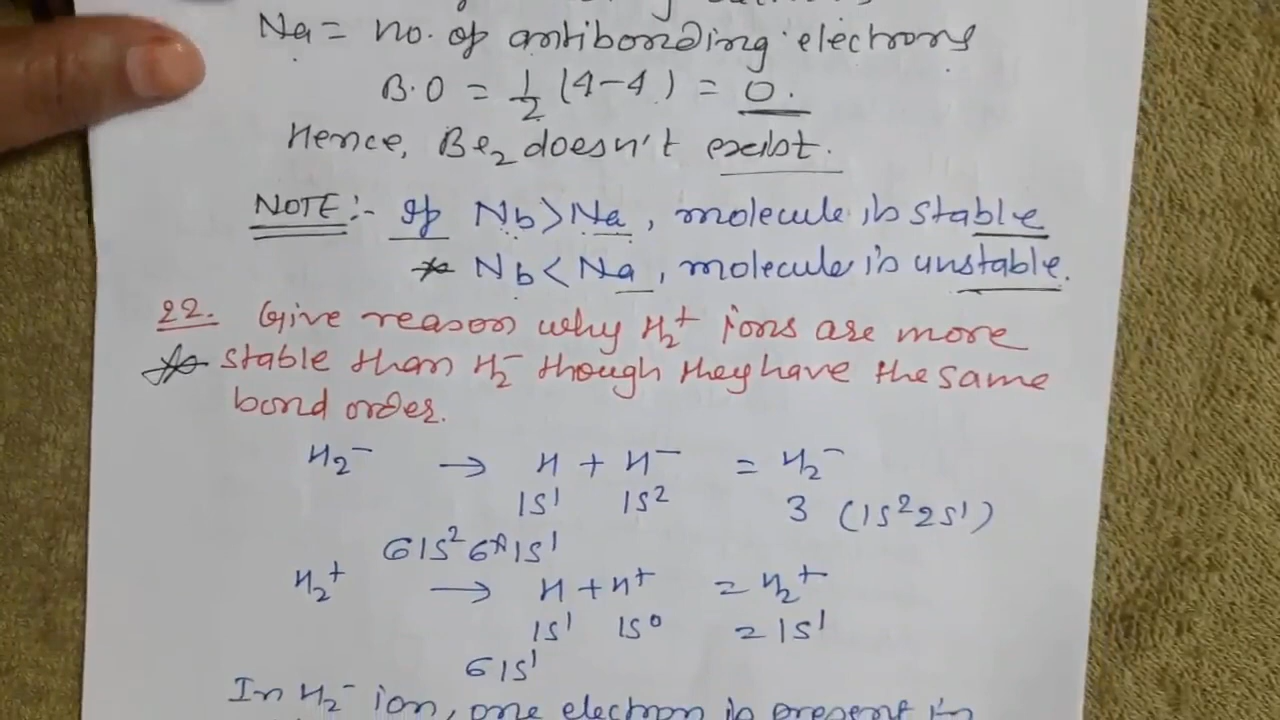 Na = no. of antibonding electrons
B.O = 1/2 (4-4) = 0.
Hence, Be₂ doesn't exist.
NOTE:- If Nb>Na, molecule is stable
* Nb<Na, molecule is unstable.
22. Give reason why H₂⁺ ions are more
* stable than H₂⁻ though they have the same
bond order.
H₂⁻ → H + H⁻ = H₂⁻
1s¹ 1s² 3 (1s²2s¹)
σ1s² σ*1s¹
H₂⁺ → H + H⁺ = H₂⁺
1s¹ 1s⁰ = 1s¹
σ1s¹
In H₂⁻ ion, one electron is present in